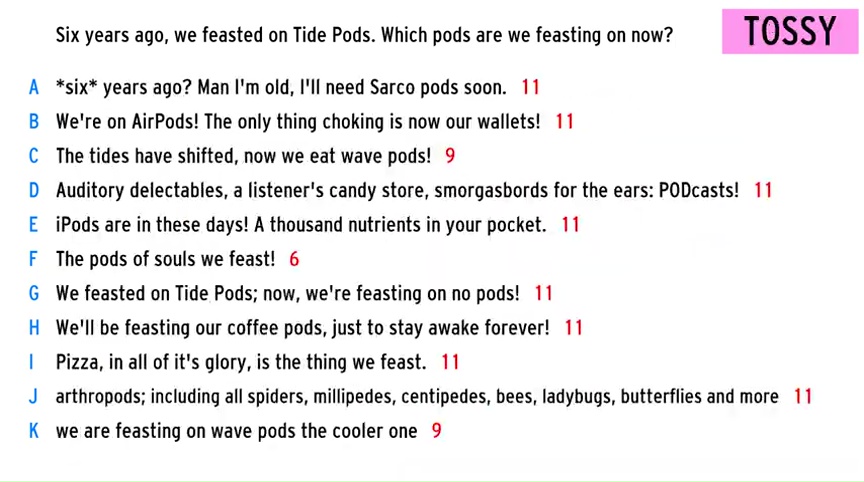 Six years ago, we feasted on Tide Pods. Which pods are we feasting on now?
TOSSY
A *six* years ago? Man I'm old, I'll need Sarco pods soon. 11
B We're on AirPods! The only thing choking is now our wallets! 11
C The tides have shifted, now we eat wave pods! 9
D Auditory delectables, a listener's candy store, smorgasbords for the ears: PODcasts! 11
E iPods are in these days! A thousand nutrients in your pocket. 11
F The pods of souls we feast! 6
G We feasted on Tide Pods; now, we're feasting on no pods! 11
H We'll be feasting our coffee pods, just to stay awake forever! 11
I Pizza, in all of it's glory, is the thing we feast. 11
J arthropods; including all spiders, millipedes, centipedes, bees, ladybugs, butterflies and more 11
K we are feasting on wave pods the cooler one 9